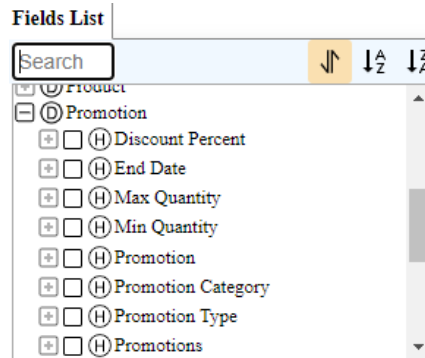 Fields List
Search
A
Z
Z
D Product
D Promotion
H Discount Percent
H End Date
H Max Quantity
H Min Quantity
H Promotion
H Promotion Category
H Promotion Type
H Promotions